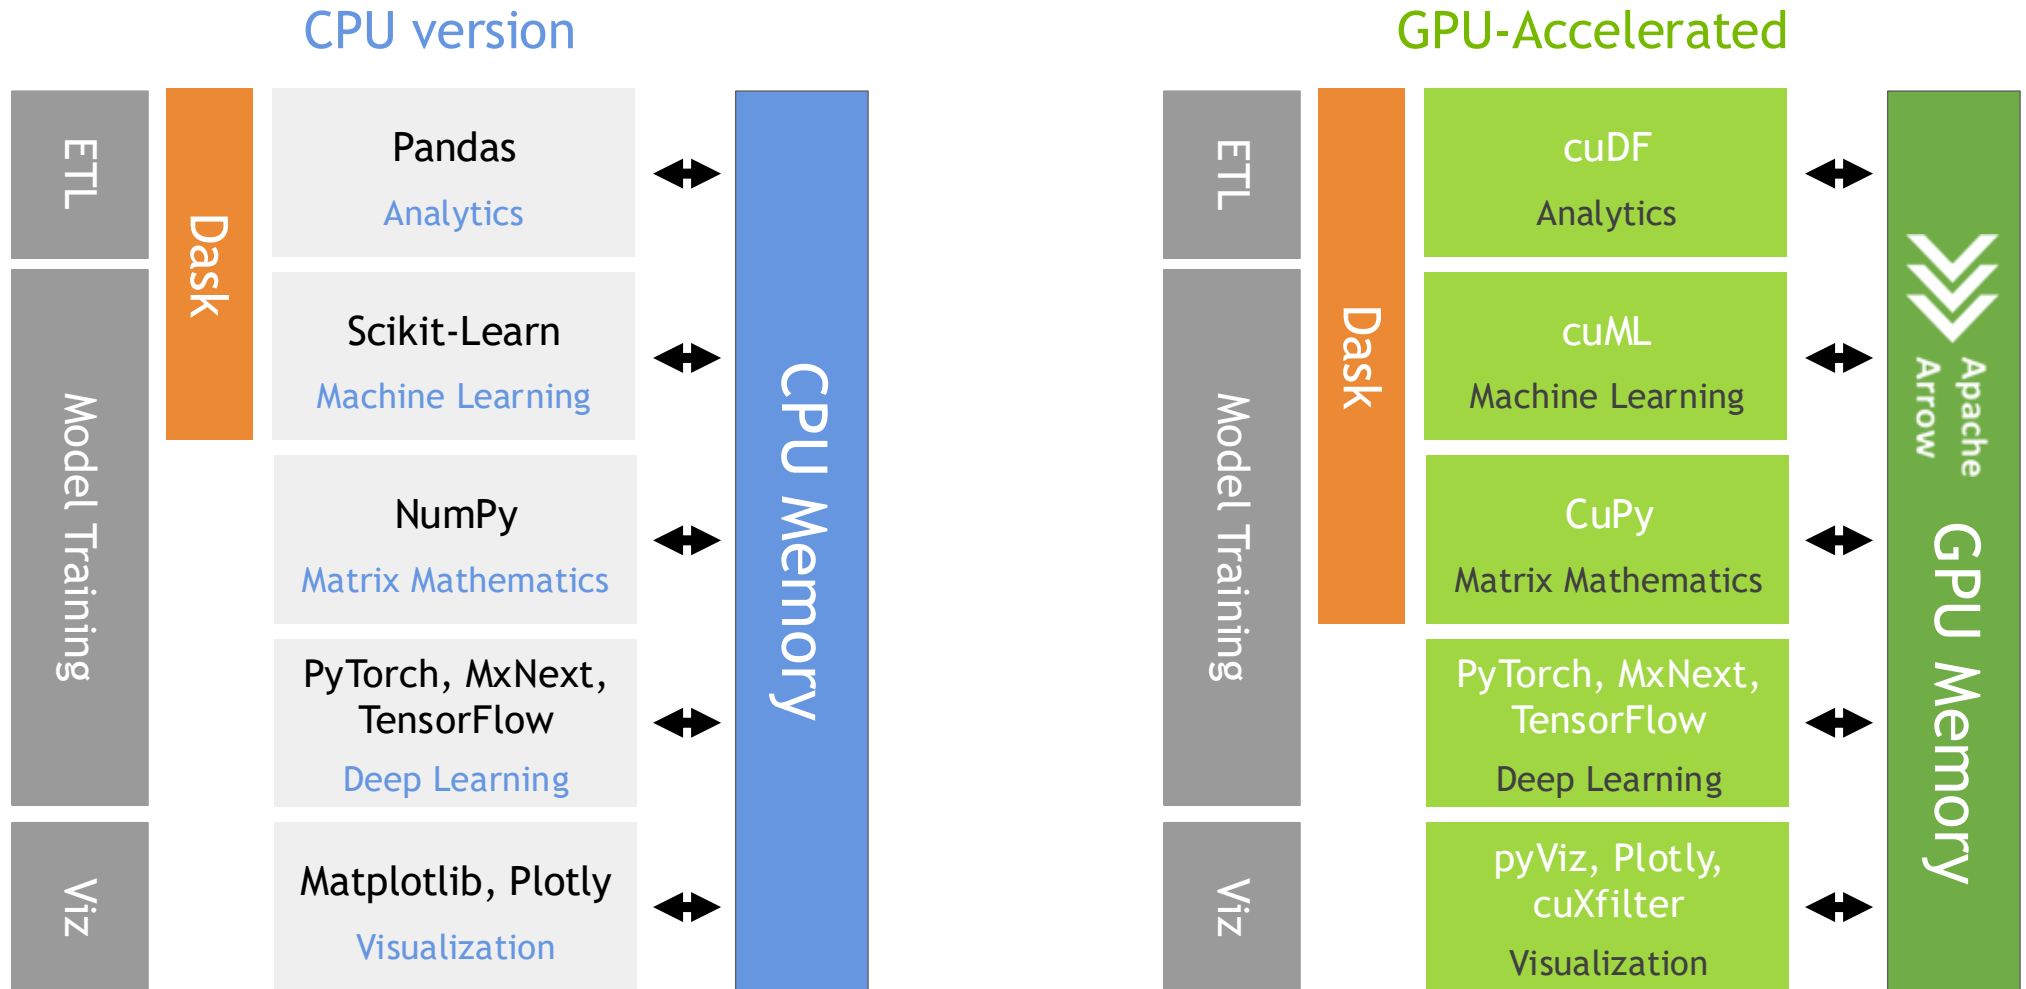 CPU version
ETL
Model Training
Viz
Dask
Pandas
Analytics
Scikit-Learn
Machine Learning
NumPy
Matrix Mathematics
PyTorch, MxNext,
TensorFlow
Deep Learning
Matplotlib, Plotly
Visualization
CPU Memory
GPU-Accelerated
ETL
Model Training
Viz
Dask
cuDF
Analytics
cuML
Machine Learning
CuPy
Matrix Mathematics
PyTorch, MxNext,
TensorFlow
Deep Learning
pyViz, Plotly,
cuXfilter
Visualization
Apache
Arrow
GPU Memory